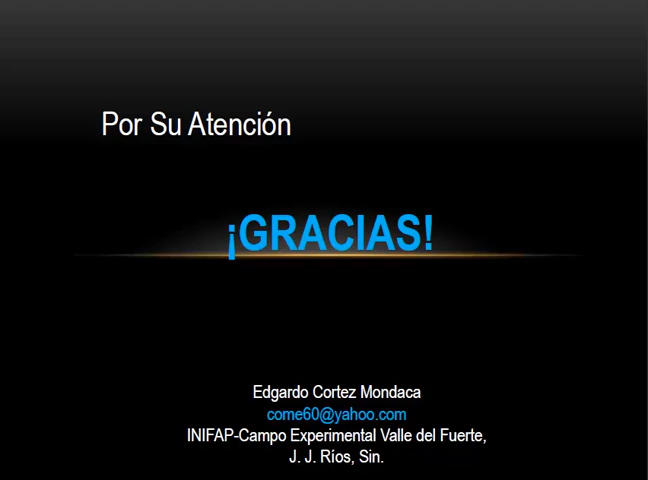 Por Su Atención
¡GRACIAS!
Edgardo Cortez Mondaca
come60@yahoo.com
INIFAP-Campo Experimental Valle del Fuerte,
J. J. Ríos, Sin.